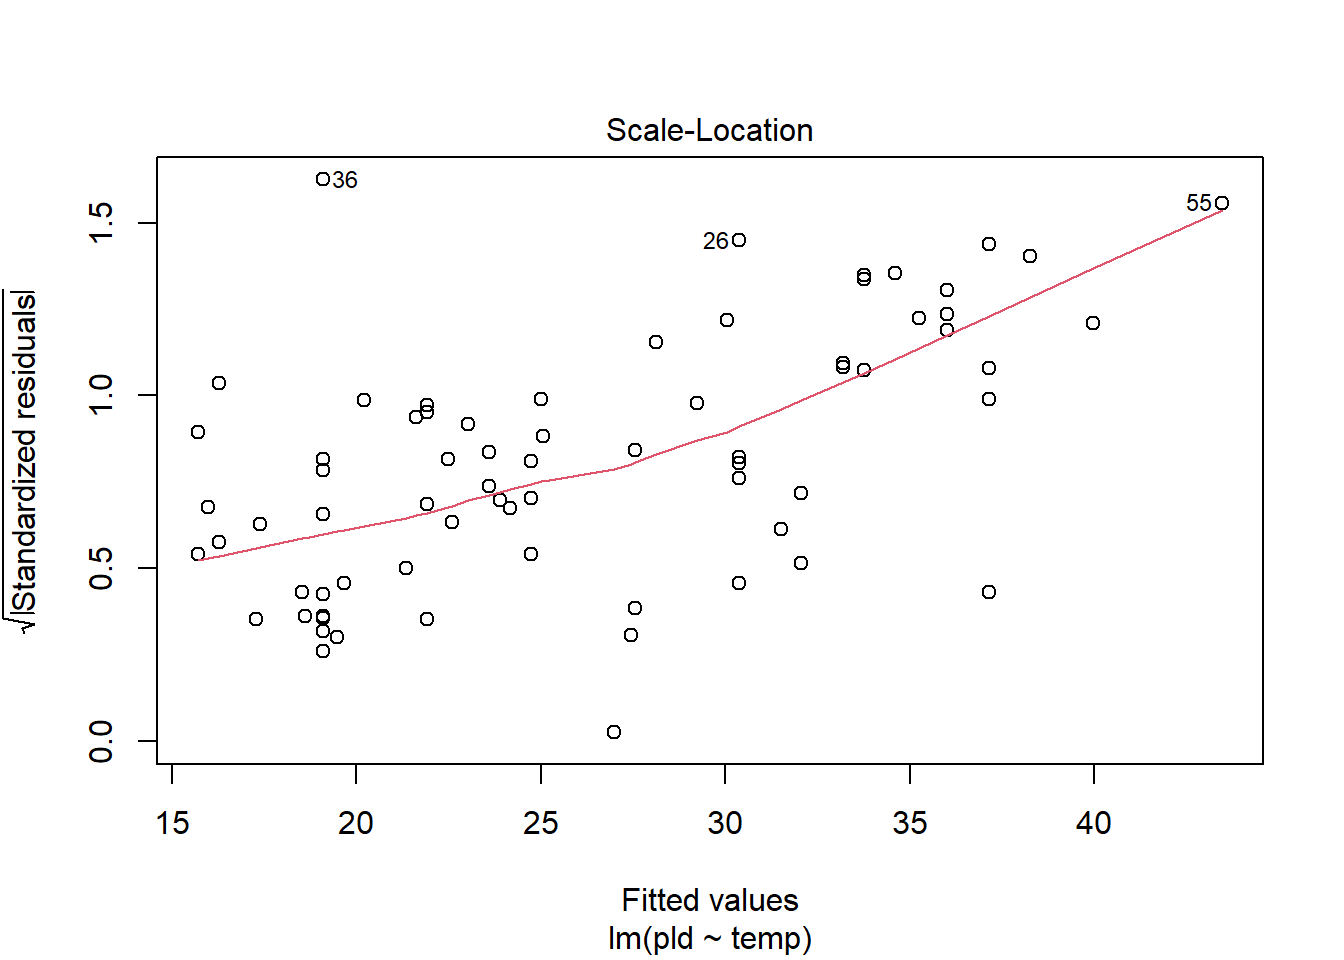 Scale-Location
36
55
26
√|Standardized residuals|
0.0
0.5
1.0
1.5
15 20 25 30 35 40
Fitted values
lm(pld ~ temp)